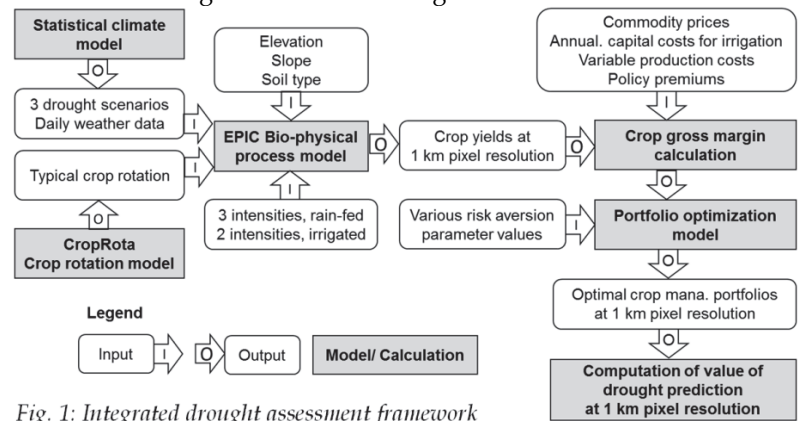 Statistical climate
model
O
3 drought scenarios
Daily weather data
I
Typical crop rotation
I
O
CropRota
Crop rotation model
Elevation
Slope
Soil type
I
EPIC Bio-physical
process model
I
3 intensities, rain-fed
2 intensities, irrigated
O
Crop yields at
1 km pixel resolution
O
Commodity prices
Annual. capital costs for irrigation
Variable production costs
Policy premiums
I
Crop gross margin
calculation
O
Various risk aversion
parameter values
I
Portfolio optimization
model
O
Optimal crop mana. portfolios
at 1 km pixel resolution
O
Computation of value of
drought prediction
at 1 km pixel resolution
Legend
Input
I
O
Output
Model/ Calculation
Fig. 1: Integrated drought assessment framework